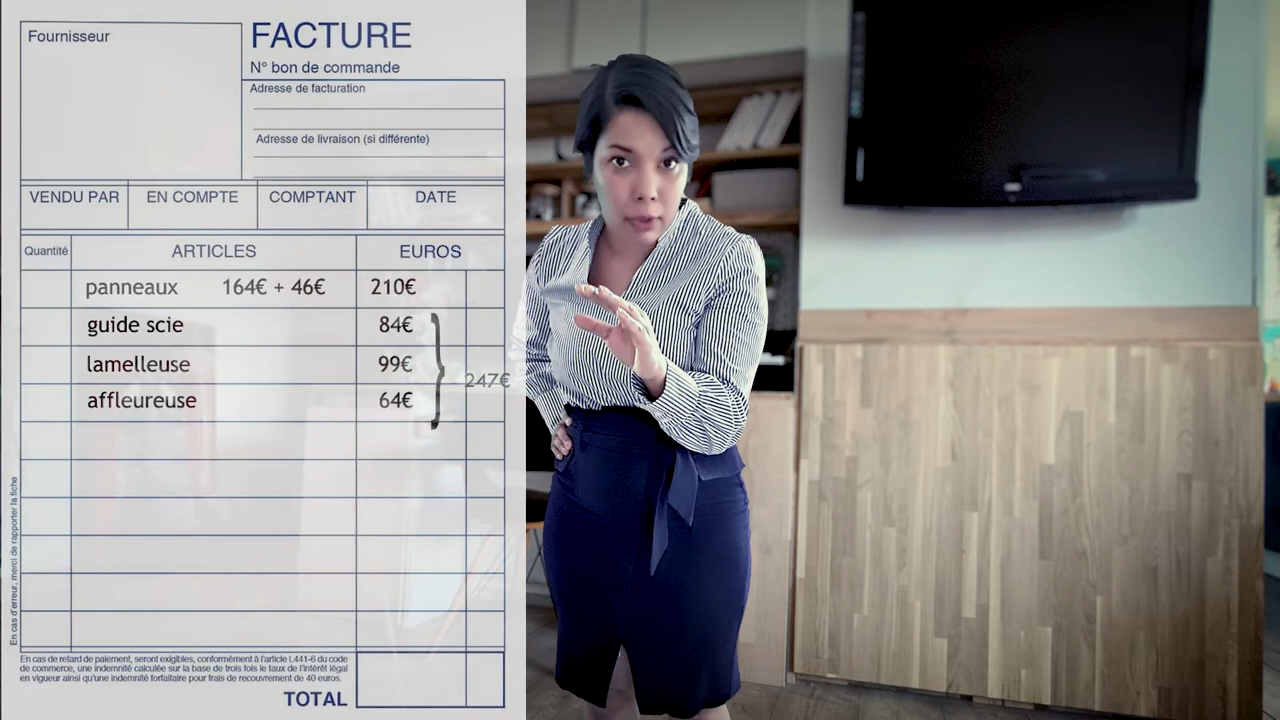 Fournisseur
FACTURE
N° bon de commande
Adresse de facturation
Adresse de livraison (si différente)
VENDU PAR EN COMPTE COMPTANT DATE
Quantité ARTICLES EUROS
panneaux 164€ + 46€ 210€
guide scie 84€
lamelleuse 99€
247€
affleureuse 64€
En cas d'erreur, merci de rapporter la fiche
En cas de retard de paiement, seront exigibles, conformément à l'article L441-6 du code
de commerce, une indemnité calculée sur la base de trois fois le taux de l'intérêt légal
en vigueur ainsi qu'une indemnité forfaitaire pour frais de recouvrement de 40 euros.
TOTAL